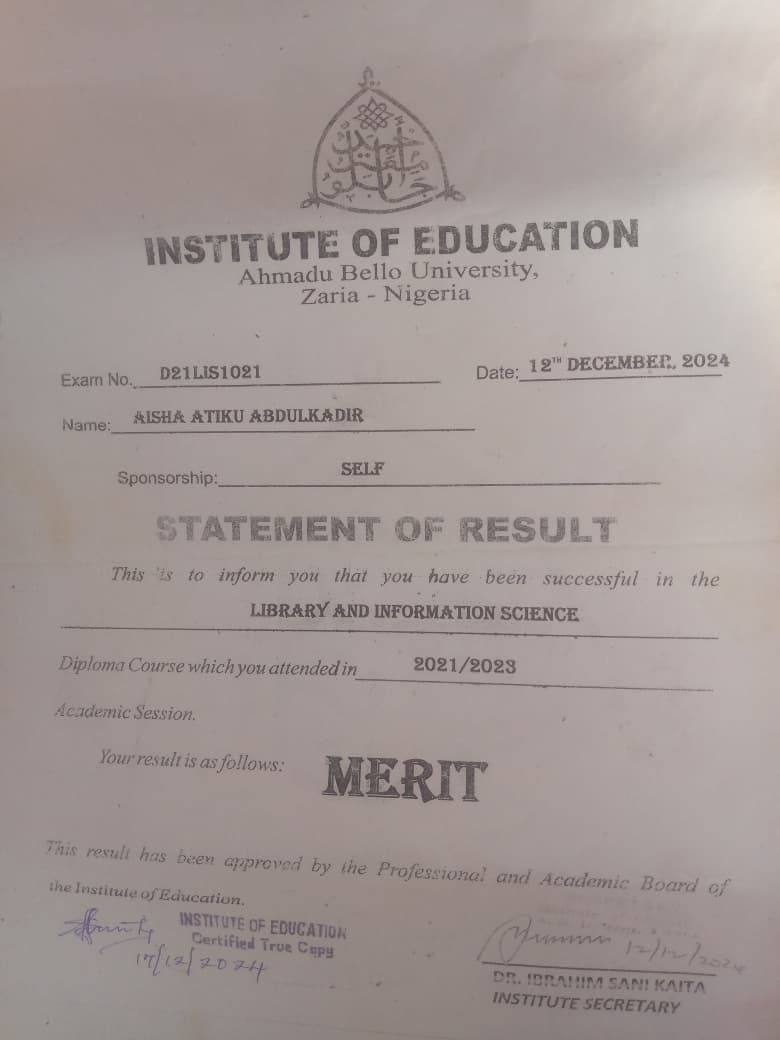 INSTITUTE OF EDUCATION
Ahmadu Bello University,
Zaria - Nigeria
Exam No. D21LIS1021 Date: 12TH DECEMBER, 2024
Name: AISHA ATIKU ABDULKADIR
Sponsorship: SELF
STATEMENT OF RESULT
This is to inform you that you have been successful in the
LIBRARY AND INFORMATION SCIENCE
Diploma Course which you attended in 2021/2023
Academic Session.
Your result is as follows: MERIT
This result has been approved by the Professional and Academic Board of
the Institute of Education.
INSTITUTE OF EDUCATION
Certified True Copy
/12/2024
12/12/2024
DR. IBRAHIM SANI KAITA
INSTITUTE SECRETARY